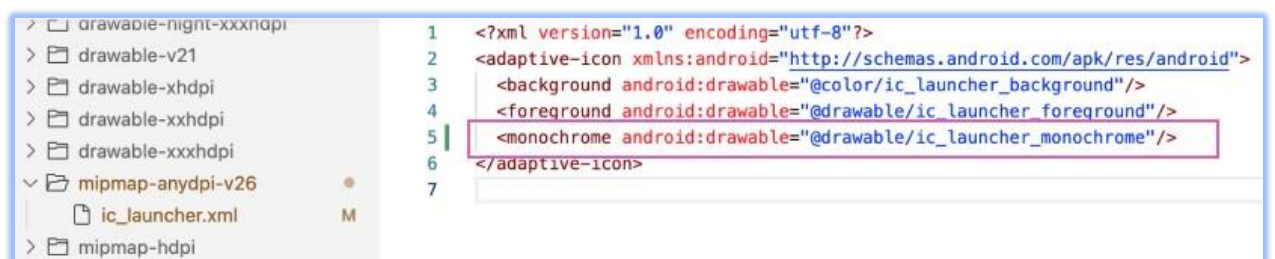 drawable-night-xxxhdpi
drawable-v21
drawable-xhdpi
drawable-xxhdpi
drawable-xxxhdpi
mipmap-anydpi-v26
ic_launcher.xml M
mipmap-hdpi
1 <?xml version="1.0" encoding="utf-8"?>
2 <adaptive-icon xmlns:android="http://schemas.android.com/apk/res/android">
3 <background android:drawable="@color/ic_launcher_background"/>
4 <foreground android:drawable="@drawable/ic_launcher_foreground"/>
5 <monochrome android:drawable="@drawable/ic_launcher_monochrome"/>
6 </adaptive-icon>
7